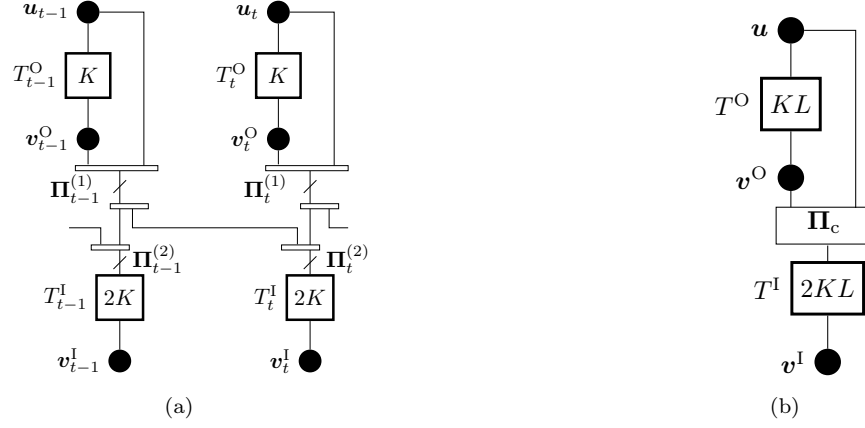 u_{t−1} u_t u
T^O_{t−1} K T^O_t K T^O KL
v^O_{t−1} v^O_t v^O
Π^{(1)}_{t−1} Π^{(1)}_t Π_c
Π^{(2)}_{t−1} Π^{(2)}_t
T^I_{t−1} 2K T^I_t 2K T^I 2KL
v^I_{t−1} v^I_t v^I
(a) (b)